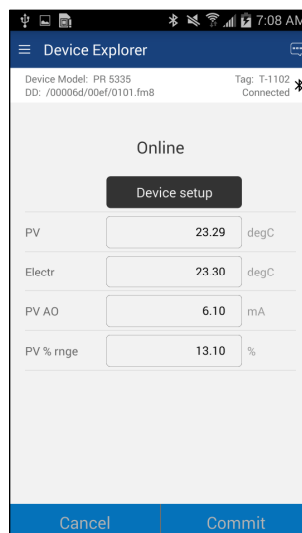 7:08 AM
Device Explorer
Device Model: PR 5335
Tag: T-1102
DD: /00006d/00ef/0101.fm8
Connected
Online
Device setup
PV 23.29 degC
Electr 23.30 degC
PV AO 6.10 mA
PV % rnge 13.10 %
Cancel Commit